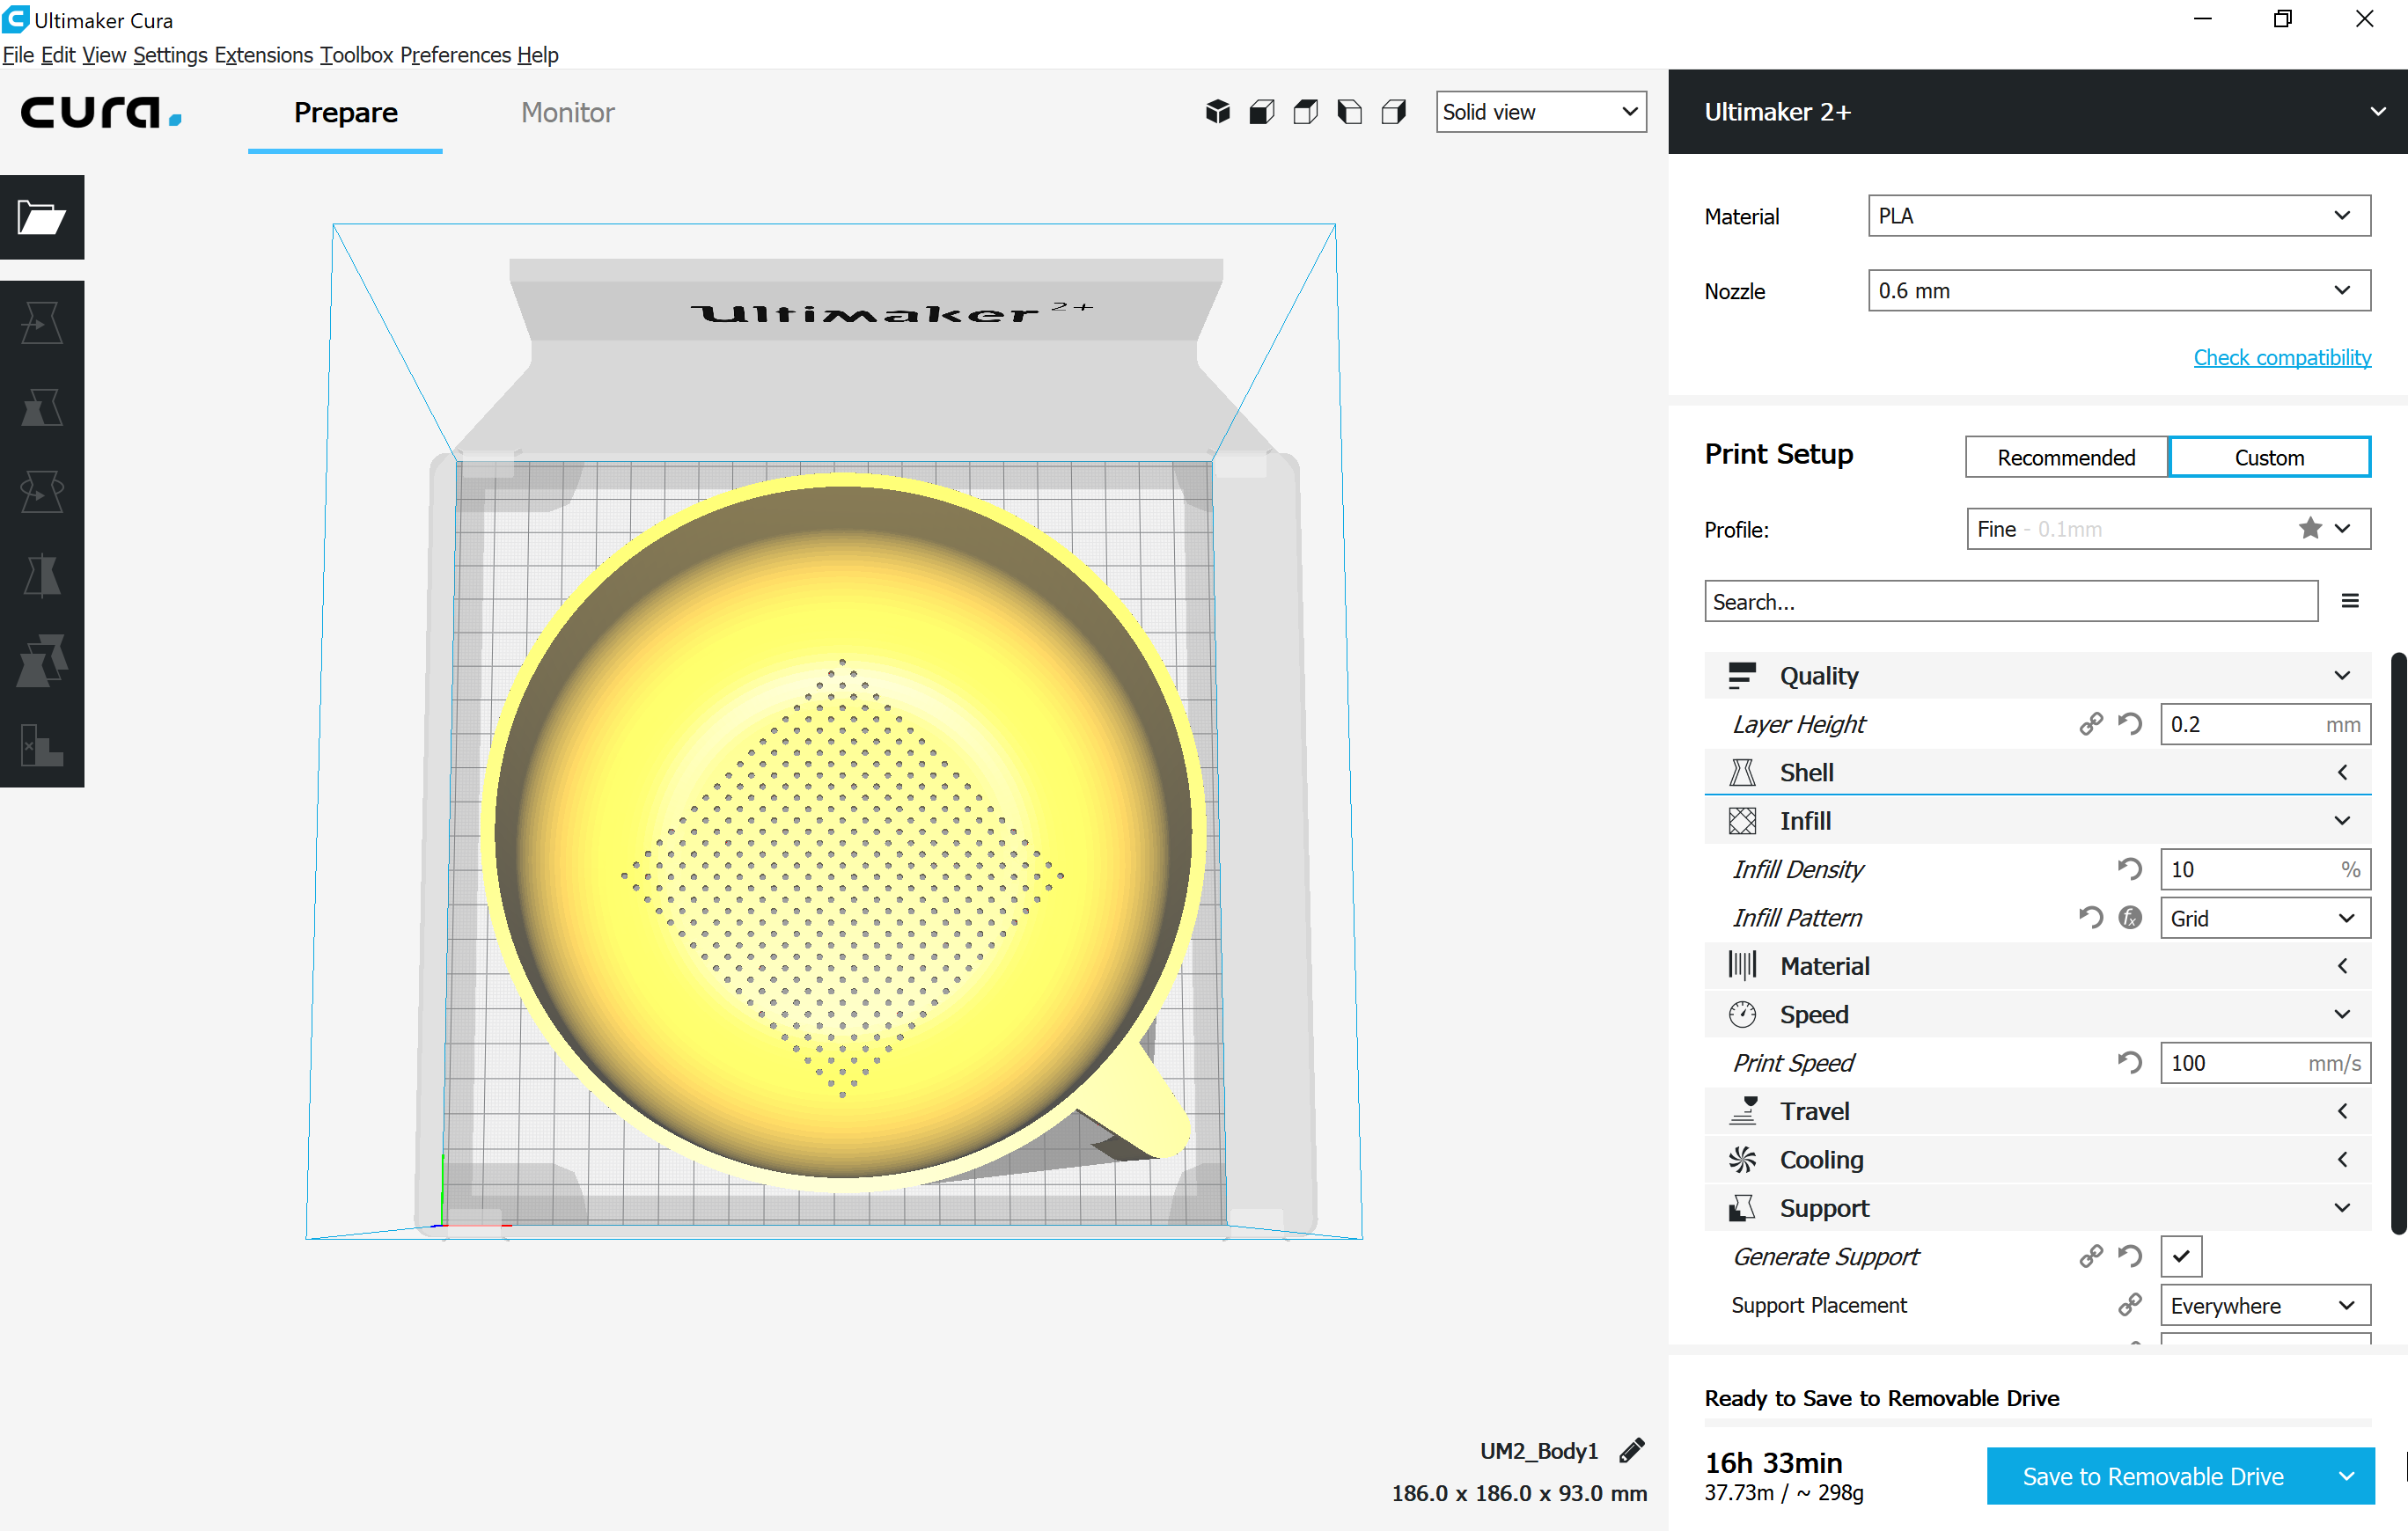 Ultimaker Cura
File Edit View Settings Extensions Toolbox Preferences Help
cura.
Prepare
Monitor
Solid view
Ultimaker 2+
Ultimaker 2+
Material
PLA
Nozzle
0.6 mm
Check compatibility
Print Setup
Recommended
Custom
Profile:
Fine - 0.1mm
Search...
Quality
Layer Height
0.2 mm
Shell
Infill
Infill Density
10 %
Infill Pattern
fx
Grid
Material
Speed
Print Speed
100 mm/s
Travel
Cooling
Support
Generate Support
Support Placement
Everywhere
Ready to Save to Removable Drive
UM2_Body1
186.0 x 186.0 x 93.0 mm
16h 33min
37.73m / ~ 298g
Save to Removable Drive